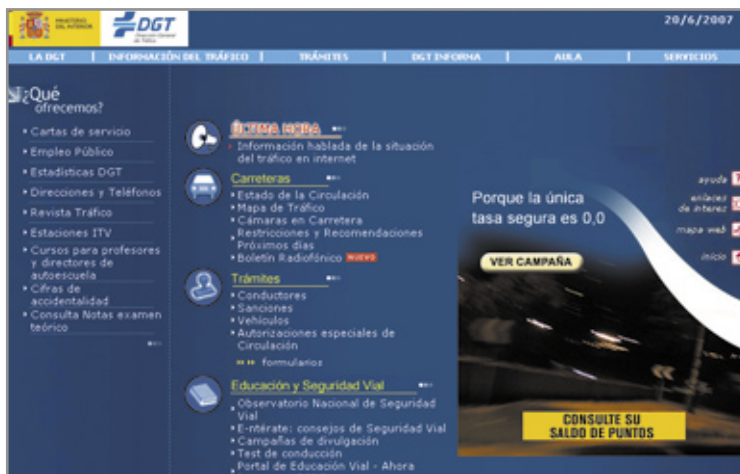 MINISTERIO
DEL INTERIOR
DGT
Dirección General
de Tráfico
20/6/2007
LA DGT | INFORMACIÓN DEL TRÁFICO | TRÁMITES | DGT INFORMA | AULA | SERVICIOS
¿Qué
ofrecemos?
Cartas de servicio
Empleo Público
Estadísticas DGT
Direcciones y Teléfonos
Revista Tráfico
Estaciones ITV
Cursos para profesores
y directores de
autoescuela
Cifras de
accidentalidad
Consulta Notas examen
teórico
ÚLTIMA HORA
Información hablada de la situación
del tráfico en internet
Carreteras
Estado de la Circulación
Mapa de Tráfico
Cámaras en Carretera
Restricciones y Recomendaciones
Próximos días
Boletín Radiofónico NUEVO
Trámites
Conductores
Sanciones
Vehículos
Autorizaciones especiales de
Circulación
formularios
Educación y Seguridad Vial
Observatorio Nacional de Seguridad
Vial
E-ntérate: consejos de Seguridad Vial
Campañas de divulgación
Test de conducción
Portal de Educación Vial - Ahora
Porque la única
tasa segura es 0,0
VER CAMPAÑA
ayuda ?
enlaces
de interes
mapa web
inicio
CONSULTE SU
SALDO DE PUNTOS